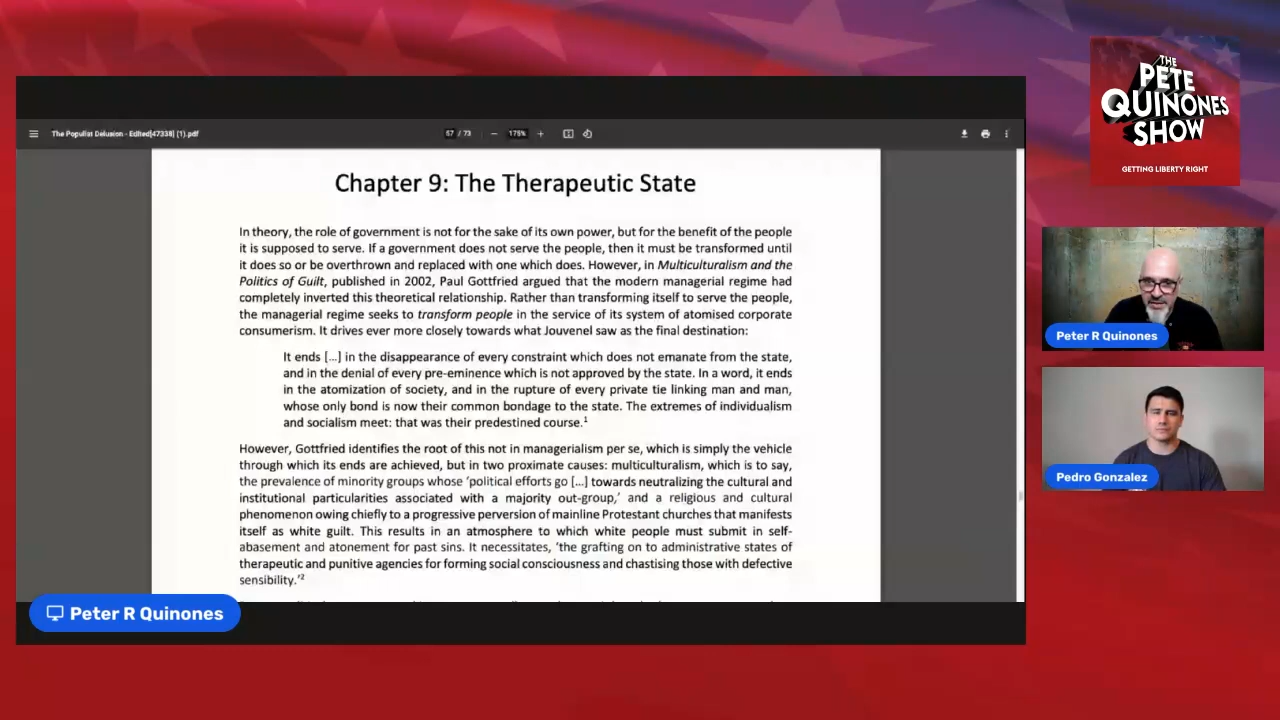 The Populist Delusion - Edited[47338] (1).pdf
57 / 73
175%
Chapter 9: The Therapeutic State
In theory, the role of government is not for the sake of its own power, but for the benefit of the people
it is supposed to serve. If a government does not serve the people, then it must be transformed until
it does so or be overthrown and replaced with one which does. However, in Multiculturalism and the
Politics of Guilt, published in 2002, Paul Gottfried argued that the modern managerial regime had
completely inverted this theoretical relationship. Rather than transforming itself to serve the people,
the managerial regime seeks to transform people in the service of its system of atomised corporate
consumerism. It drives ever more closely towards what Jouvenel saw as the final destination:
It ends [...] in the disappearance of every constraint which does not emanate from the state,
and in the denial of every pre-eminence which is not approved by the state. In a word, it ends
in the atomization of society, and in the rupture of every private tie linking man and man,
whose only bond is now their common bondage to the state. The extremes of individualism
and socialism meet: that was their predestined course.¹
However, Gottfried identifies the root of this not in managerialism per se, which is simply the vehicle
through which its ends are achieved, but in two proximate causes: multiculturalism, which is to say,
the prevalence of minority groups whose ‘political efforts go [...] towards neutralizing the cultural and
institutional particularities associated with a majority out-group,’ and a religious and cultural
phenomenon owing chiefly to a progressive perversion of mainline Protestant churches that manifests
itself as white guilt. This results in an atmosphere to which white people must submit in self-
abasement and atonement for past sins. It necessitates, ‘the grafting on to administrative states of
therapeutic and punitive agencies for forming social consciousness and chastising those with defective
sensibility.’²
Peter R Quinones
THE
PETE
QUINONES
SHOW
GETTING LIBERTY RIGHT
Peter R Quinones
Pedro Gonzalez